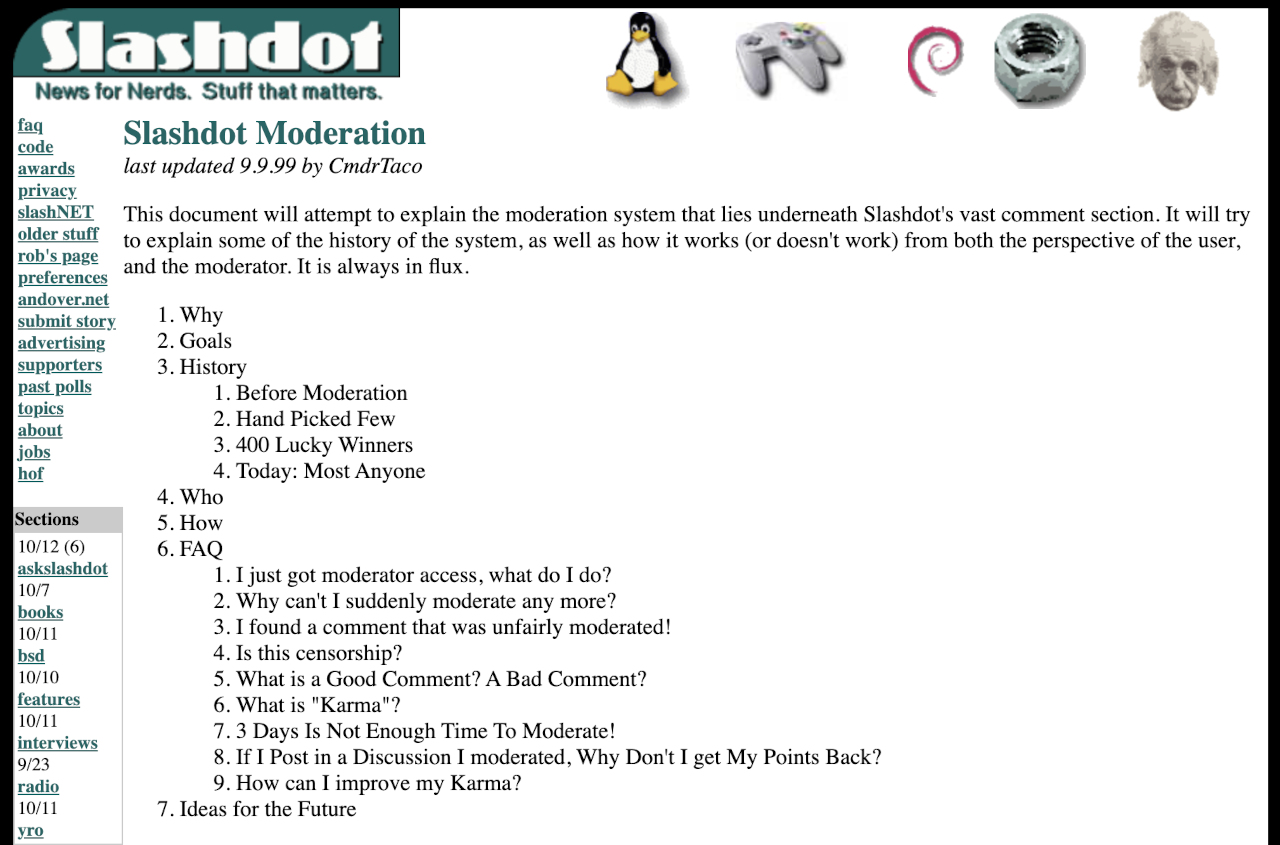 Slashdot
News for Nerds. Stuff that matters.
faq
code
awards
privacy
slashNET
older stuff
rob's page
preferences
andover.net
submit story
advertising
supporters
past polls
topics
about
jobs
hof
Sections
10/12 (6)
askslashdot
10/7
books
10/11
bsd
10/10
features
10/11
interviews
9/23
radio
10/11
yro
Slashdot Moderation
last updated 9.9.99 by CmdrTaco
This document will attempt to explain the moderation system that lies underneath Slashdot's vast comment section. It will try
to explain some of the history of the system, as well as how it works (or doesn't work) from both the perspective of the user,
and the moderator. It is always in flux.
1. Why
2. Goals
3. History
1. Before Moderation
2. Hand Picked Few
3. 400 Lucky Winners
4. Today: Most Anyone
4. Who
5. How
6. FAQ
1. I just got moderator access, what do I do?
2. Why can't I suddenly moderate any more?
3. I found a comment that was unfairly moderated!
4. Is this censorship?
5. What is a Good Comment? A Bad Comment?
6. What is "Karma"?
7. 3 Days Is Not Enough Time To Moderate!
8. If I Post in a Discussion I moderated, Why Don't I get My Points Back?
9. How can I improve my Karma?
7. Ideas for the Future